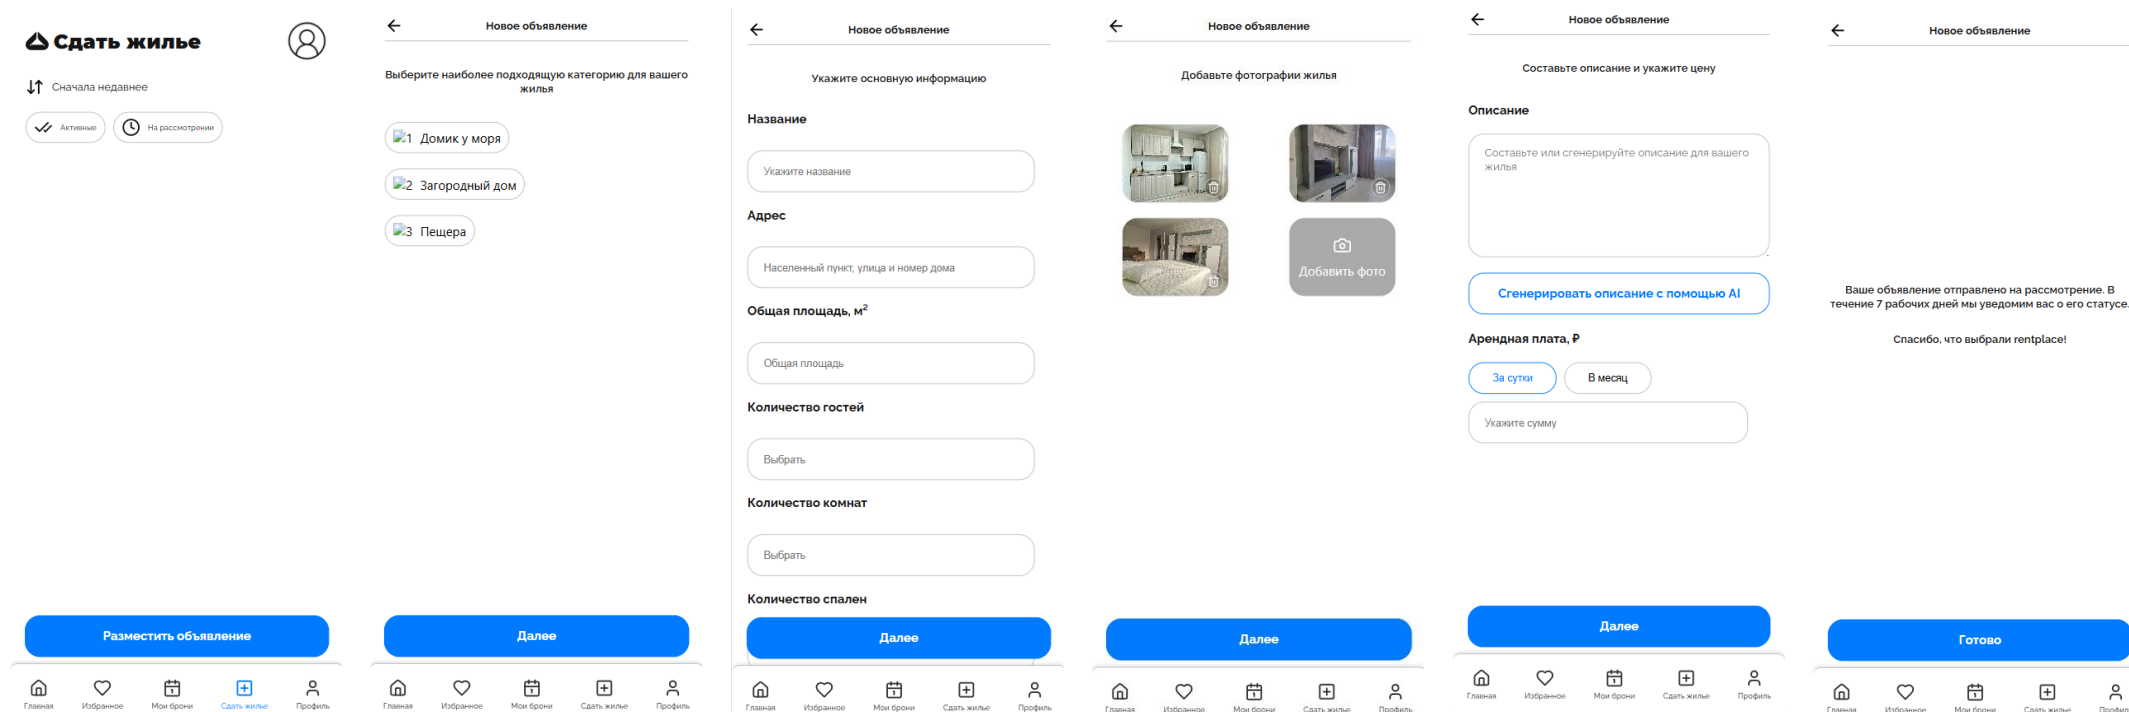 Сдать жилье
Сначала недавнее
Активные
На рассмотрении
Разместить объявление
Главная
Избранное
Мои брони
Сдать жилье
Профиль
Новое объявление
Выберите наиболее подходящую категорию для вашего
жилья
1 Домик у моря
2 Загородный дом
3 Пещера
Далее
Главная
Избранное
Мои брони
Сдать жилье
Профиль
Новое объявление
Укажите основную информацию
Название
Укажите название
Адрес
Населенный пункт, улица и номер дома
Общая площадь, м²
Общая площадь
Количество гостей
Выбрать
Количество комнат
Выбрать
Количество спален
Далее
Главная
Избранное
Мои брони
Сдать жилье
Профиль
Новое объявление
Добавьте фотографии жилья
Добавить фото
Далее
Главная
Избранное
Мои брони
Сдать жилье
Профиль
Новое объявление
Составьте описание и укажите цену
Описание
Составьте или сгенерируйте описание для вашего
жилья
Сгенерировать описание с помощью AI
Арендная плата, ₽
За сутки
В месяц
Укажите сумму
Далее
Главная
Избранное
Мои брони
Сдать жилье
Профиль
Новое объявление
Ваше объявление отправлено на рассмотрение. В
течение 7 рабочих дней мы уведомим вас о его статусе.
Спасибо, что выбрали rentplace!
Готово
Главная
Избранное
Мои брони
Сдать жилье
Профиль